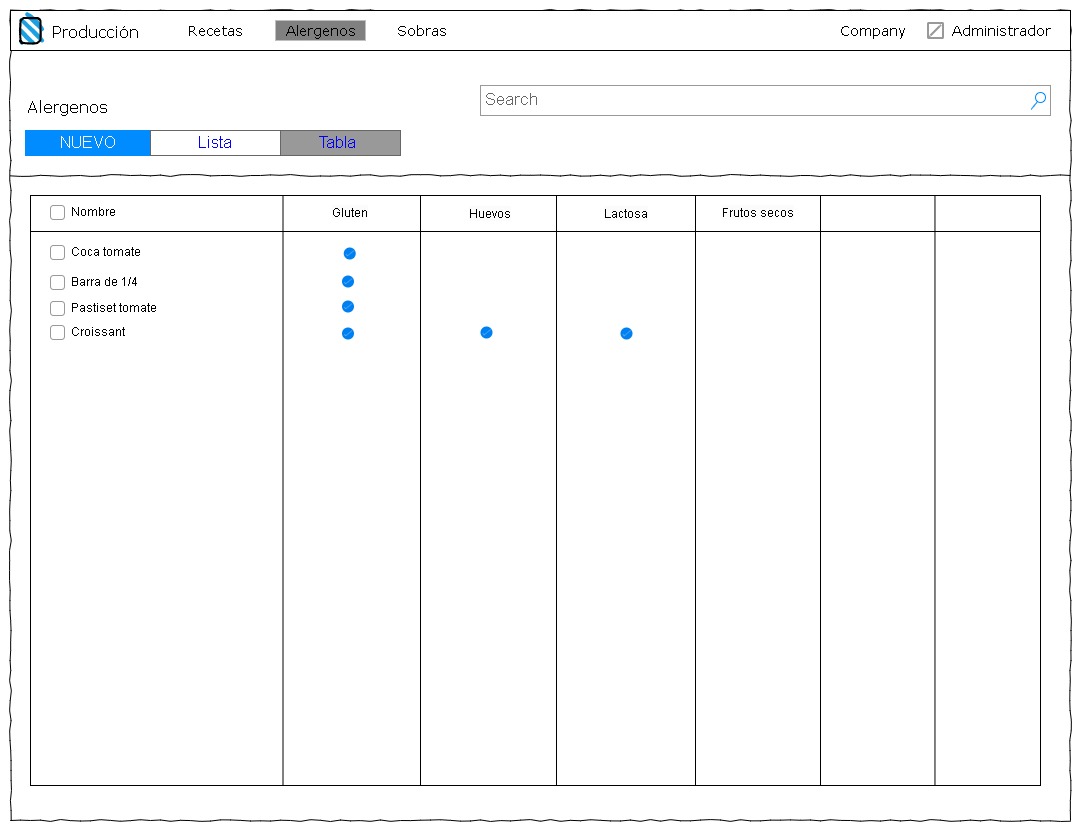 Producción Recetas Alergenos Sobras Company Administrador
Search
Alergenos
NUEVO Lista Tabla
Nombre Gluten Huevos Lactosa Frutos secos
Coca tomate
Barra de 1/4
Pastiset tomate
Croissant